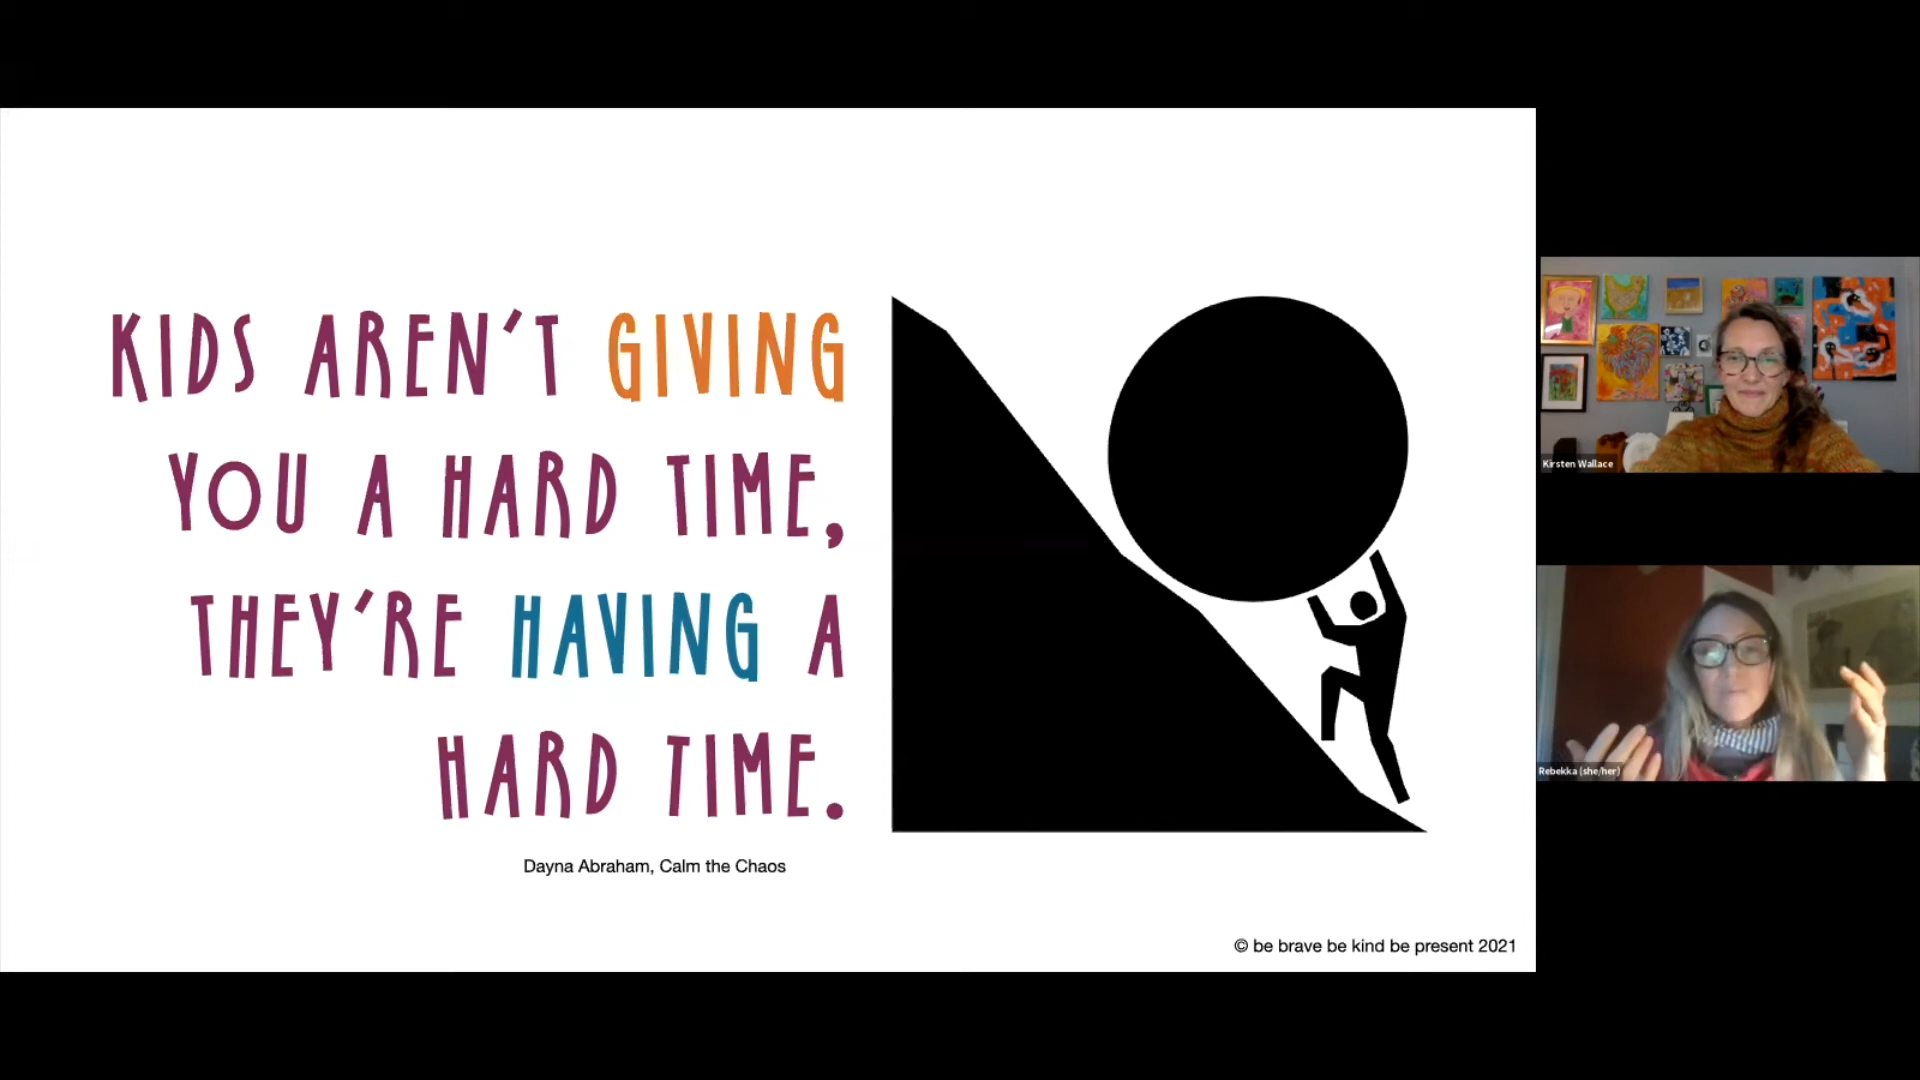 KIDS AREN'T GIVING
YOU A HARD TIME,
THEY'RE HAVING A
HARD TIME.
Dayna Abraham, Calm the Chaos
© be brave be kind be present 2021
Kirsten Wallace
Rebekka (she/her)